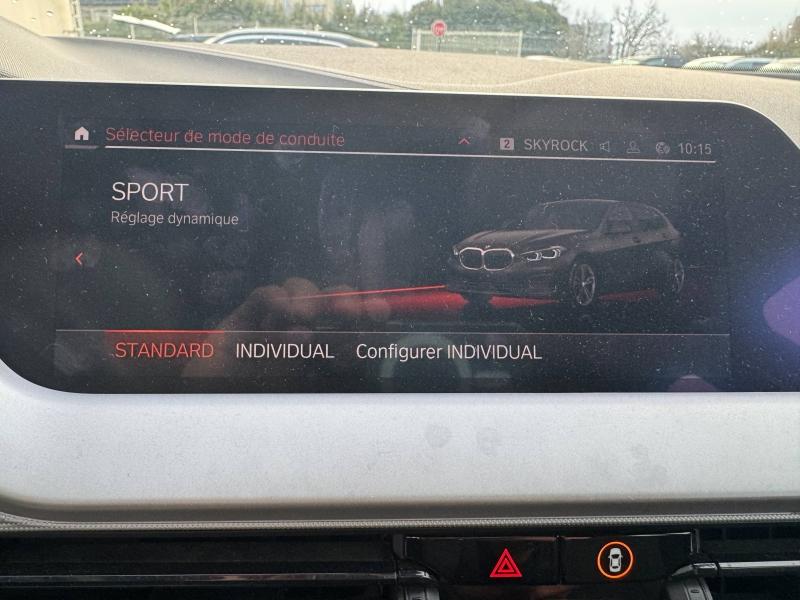 Sélecteur de mode de conduite
2 SKYROCK 10:15
SPORT
Réglage dynamique
STANDARD INDIVIDUAL Configurer INDIVIDUAL